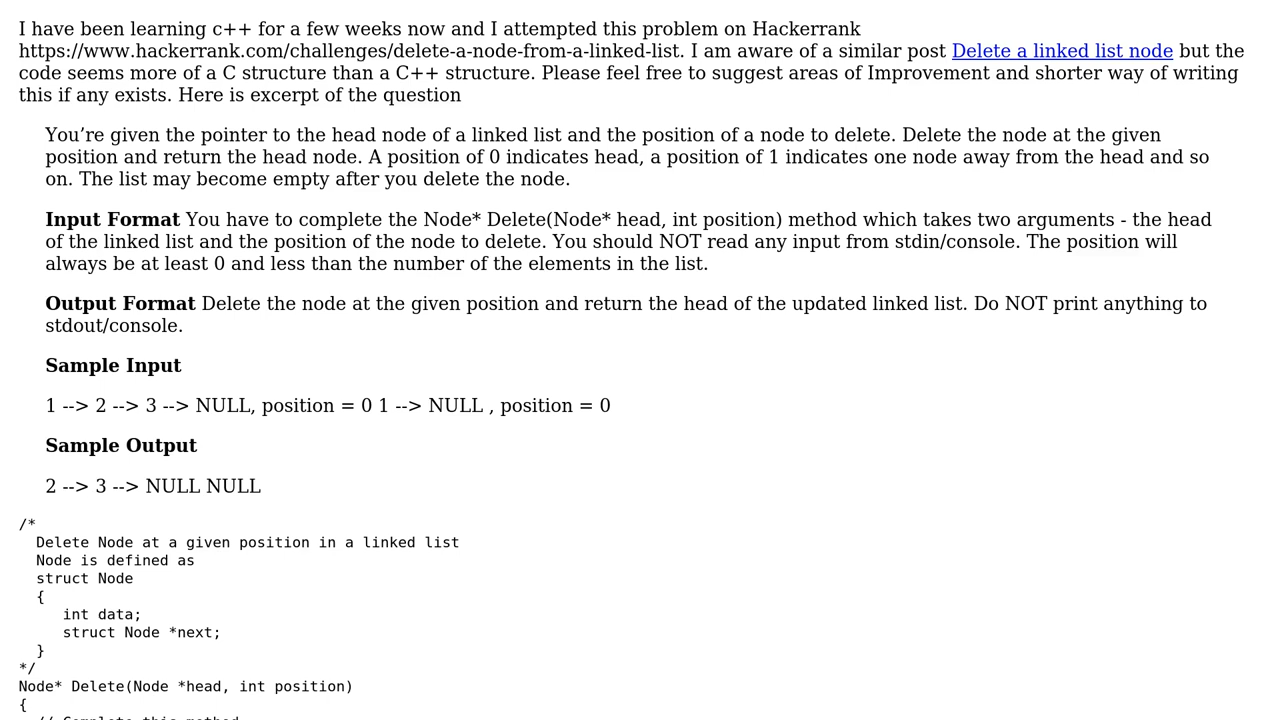 I have been learning c++ for a few weeks now and I attempted this problem on Hackerrank
https://www.hackerrank.com/challenges/delete-a-node-from-a-linked-list. I am aware of a similar post Delete a linked list node but the
code seems more of a C structure than a C++ structure. Please feel free to suggest areas of Improvement and shorter way of writing
this if any exists. Here is excerpt of the question
You’re given the pointer to the head node of a linked list and the position of a node to delete. Delete the node at the given
position and return the head node. A position of 0 indicates head, a position of 1 indicates one node away from the head and so
on. The list may become empty after you delete the node.
Input Format You have to complete the Node* Delete(Node* head, int position) method which takes two arguments - the head
of the linked list and the position of the node to delete. You should NOT read any input from stdin/console. The position will
always be at least 0 and less than the number of the elements in the list.
Output Format Delete the node at the given position and return the head of the updated linked list. Do NOT print anything to
stdout/console.
Sample Input
1 --> 2 --> 3 --> NULL, position = 0 1 --> NULL , position = 0
Sample Output
2 --> 3 --> NULL NULL
/*
  Delete Node at a given position in a linked list
  Node is defined as
  struct Node
  {
     int data;
     struct Node *next;
  }
*/
Node* Delete(Node *head, int position)
{
  // Complete this method